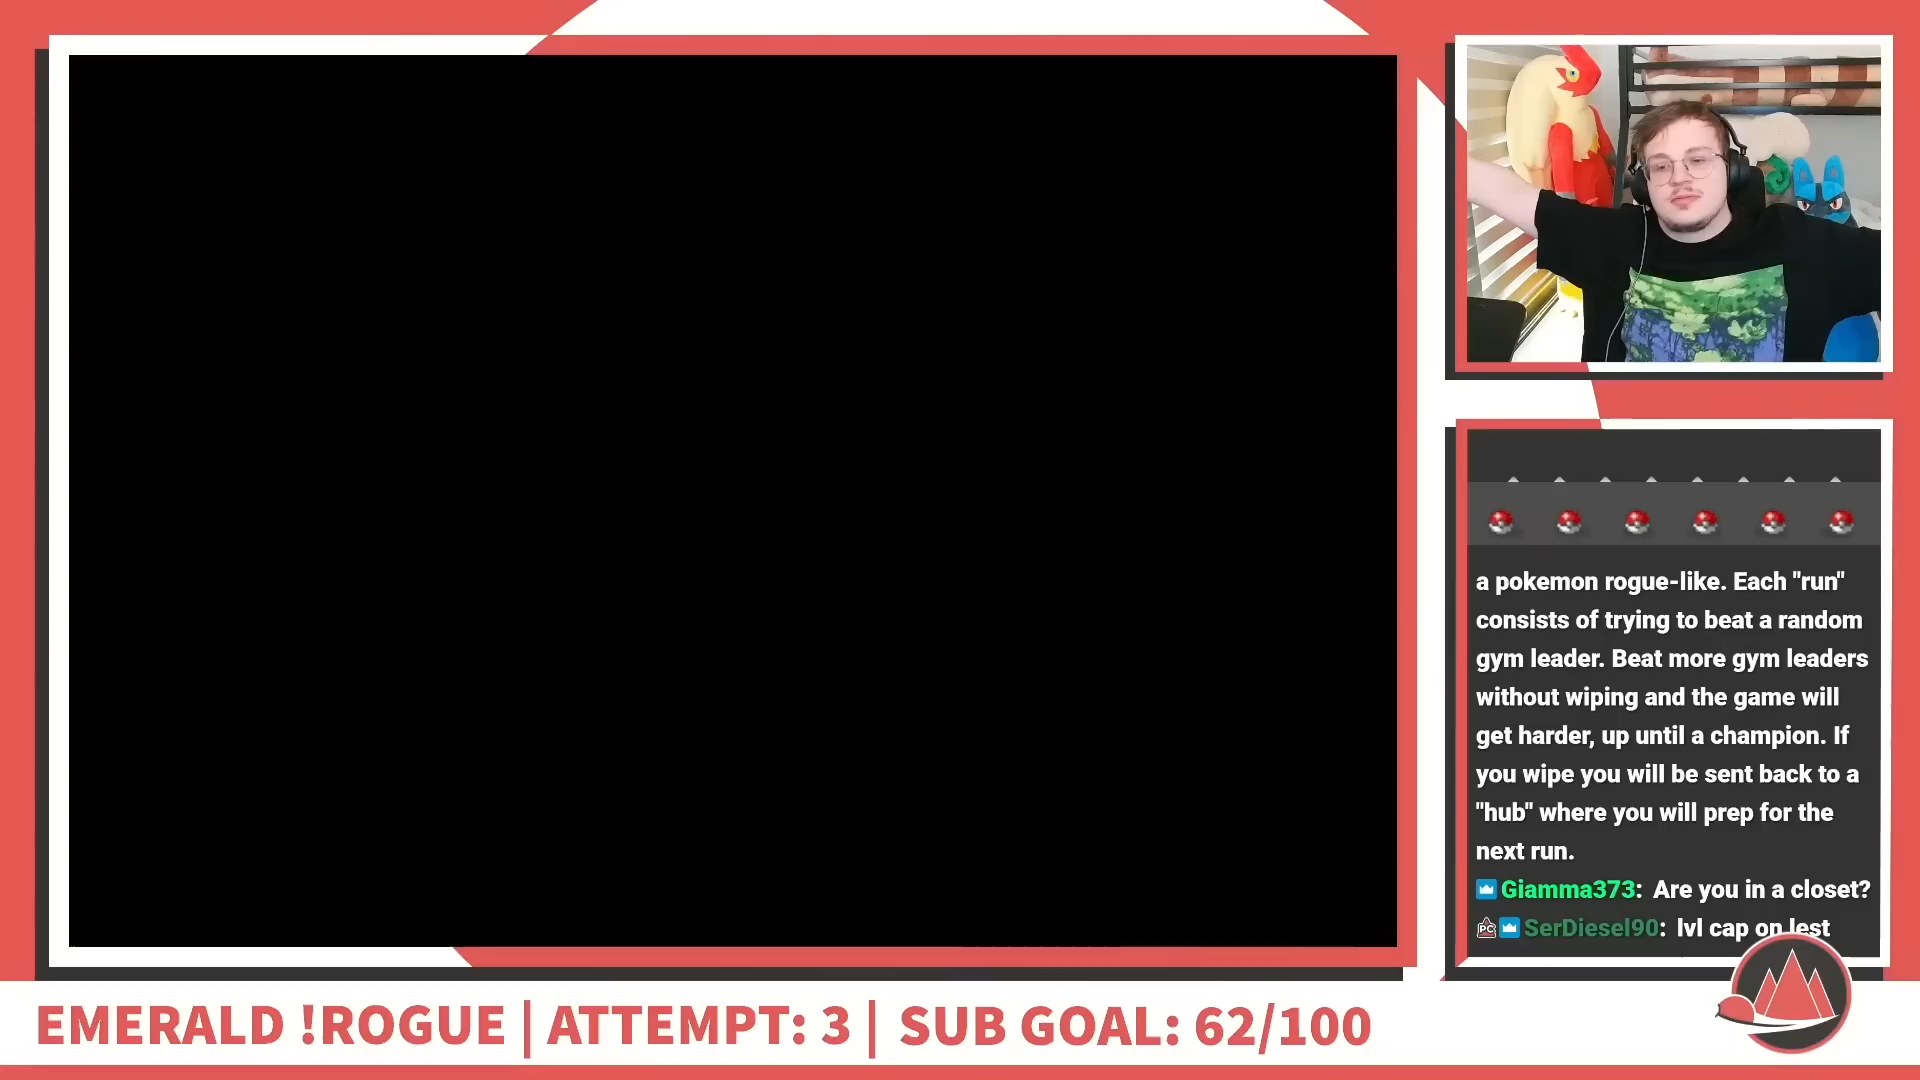 a pokemon rogue-like. Each "run"
consists of trying to beat a random
gym leader. Beat more gym leaders
without wiping and the game will
get harder, up until a champion. If
you wipe you will be sent back to a
"hub" where you will prep for the
next run.
Giamma373: Are you in a closet?
PC SerDiesel90: lvl cap on lest
EMERALD !ROGUE | ATTEMPT: 3 | SUB GOAL: 62/100